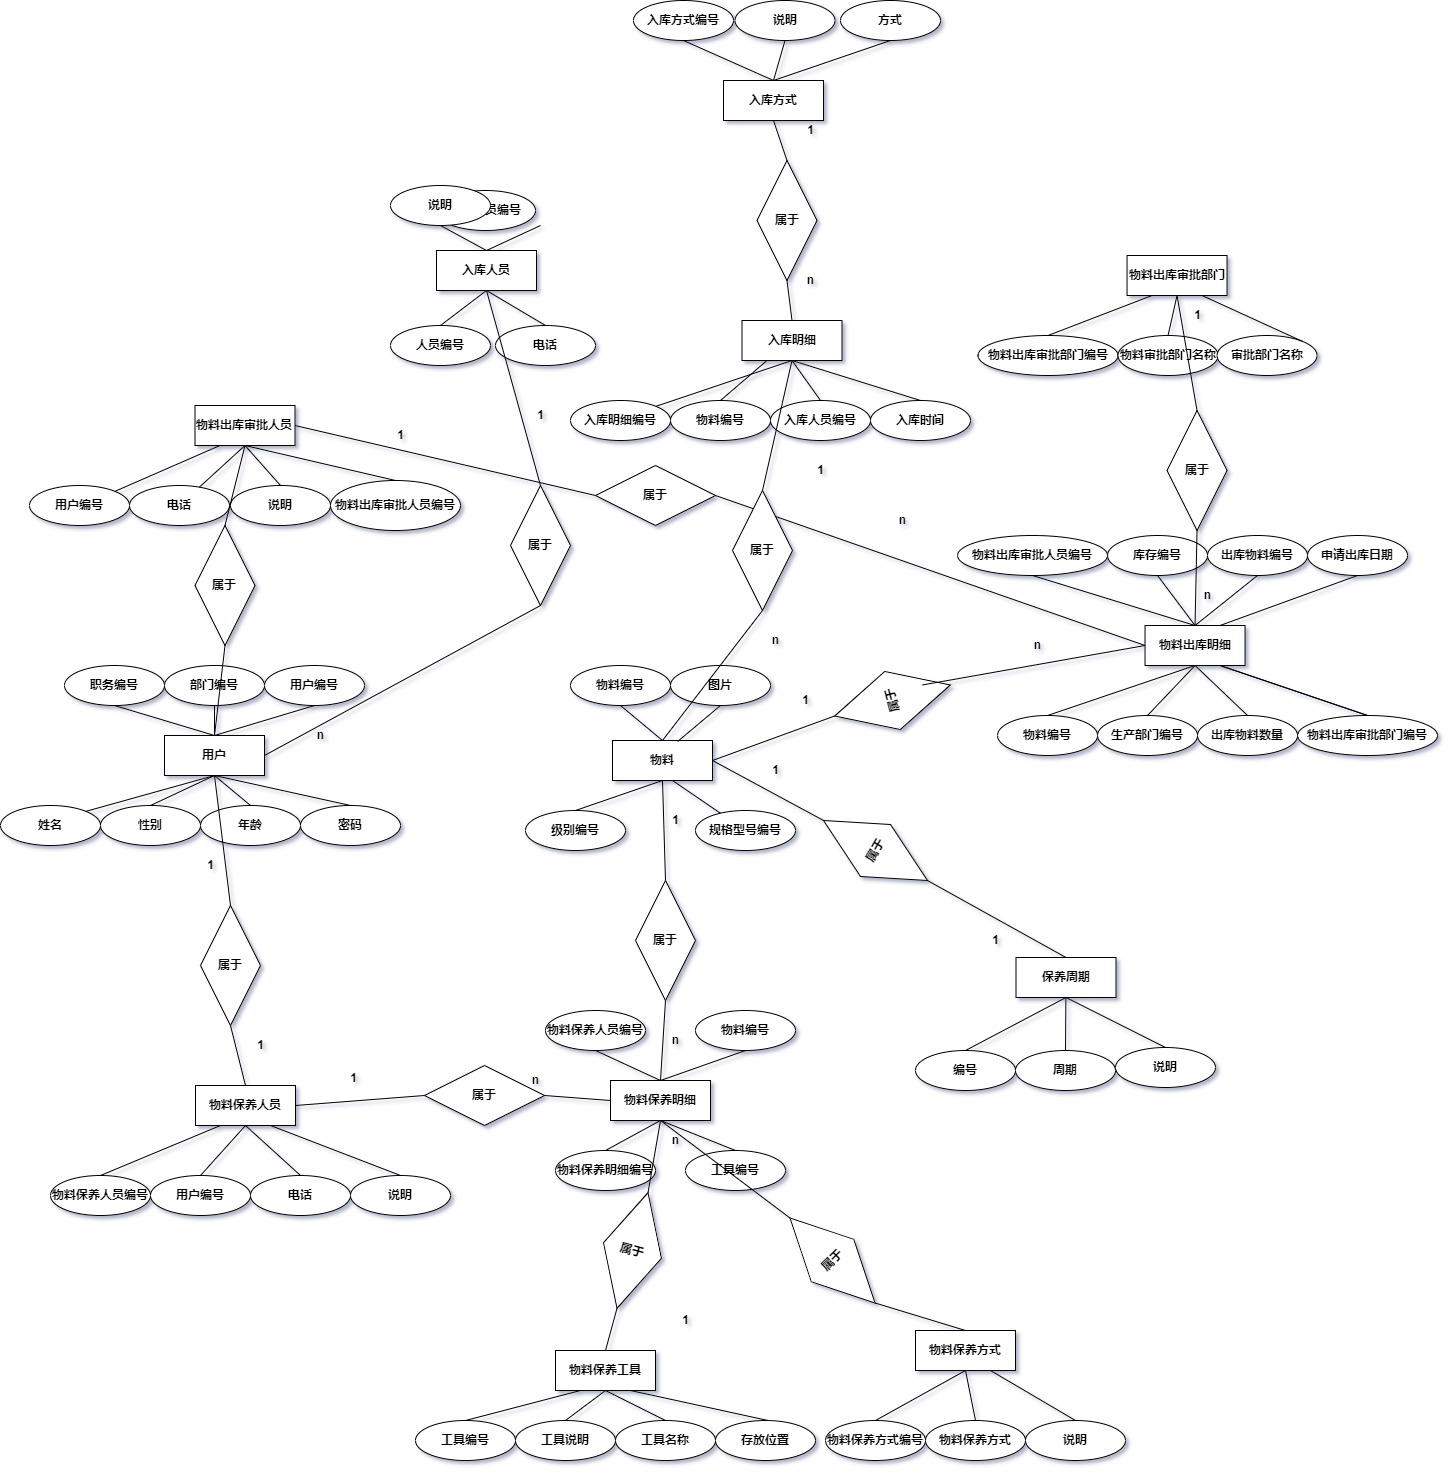 入库方式编号
说明
方式
入库方式
1
属于
n
说明
员编号
入库人员
人员编号
电话
1
物料出库审批部门
1
物料出库审批部门编号
物料审批部门名称
审批部门名称
入库明细
入库明细编号
物料编号
入库人员编号
入库时间
1
物料出库审批人员
1
用户编号
电话
说明
物料出库审批人员编号
属于
属于
n
属于
属于
属于
属于
物料出库审批人员编号
库存编号
出库物料编号
申请出库日期
n
物料出库明细
n
n
职务编号
部门编号
用户编号
n
用户
物料编号
图片
1
属于
物料
1
物料编号
生产部门编号
出库物料数量
物料出库审批部门编号
姓名
性别
年龄
密码
1
级别编号
1
规格型号编号
属于
属于
属于
1
保养周期
编号
周期
说明
1
物料保养人员编号
物料编号
n
1
属于
n
物料保养人员
物料保养明细
n
物料保养人员编号
用户编号
电话
说明
物料保养明细编号
工具编号
属于
属于
1
物料保养工具
物料保养方式
工具编号
工具说明
工具名称
存放位置
物料保养方式编号
物料保养方式
说明